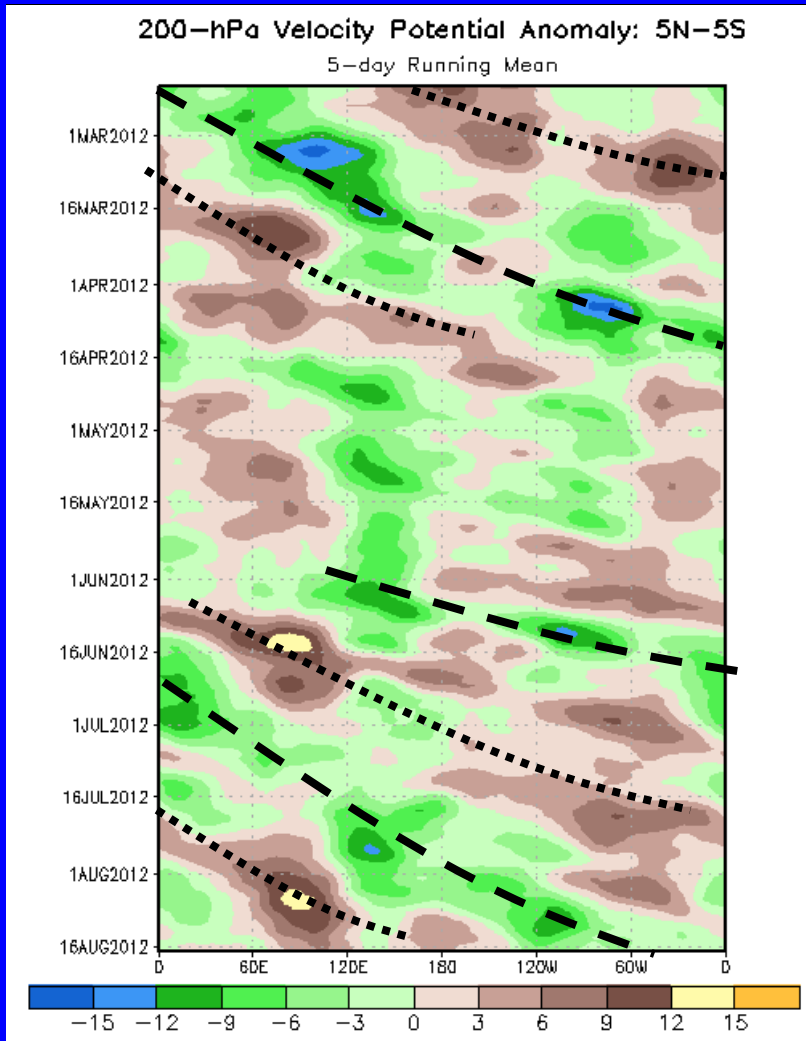 200-hPa Velocity Potential Anomaly: 5N-5S
5-day Running Mean
1MAR2012
16MAR2012
1APR2012
16APR2012
1MAY2012
16MAY2012
1JUN2012
16JUN2012
1JUL2012
16JUL2012
1AUG2012
16AUG2012
0 60E 120E 180 120W 60W 0
-15 -12 -9 -6 -3 0 3 6 9 12 15